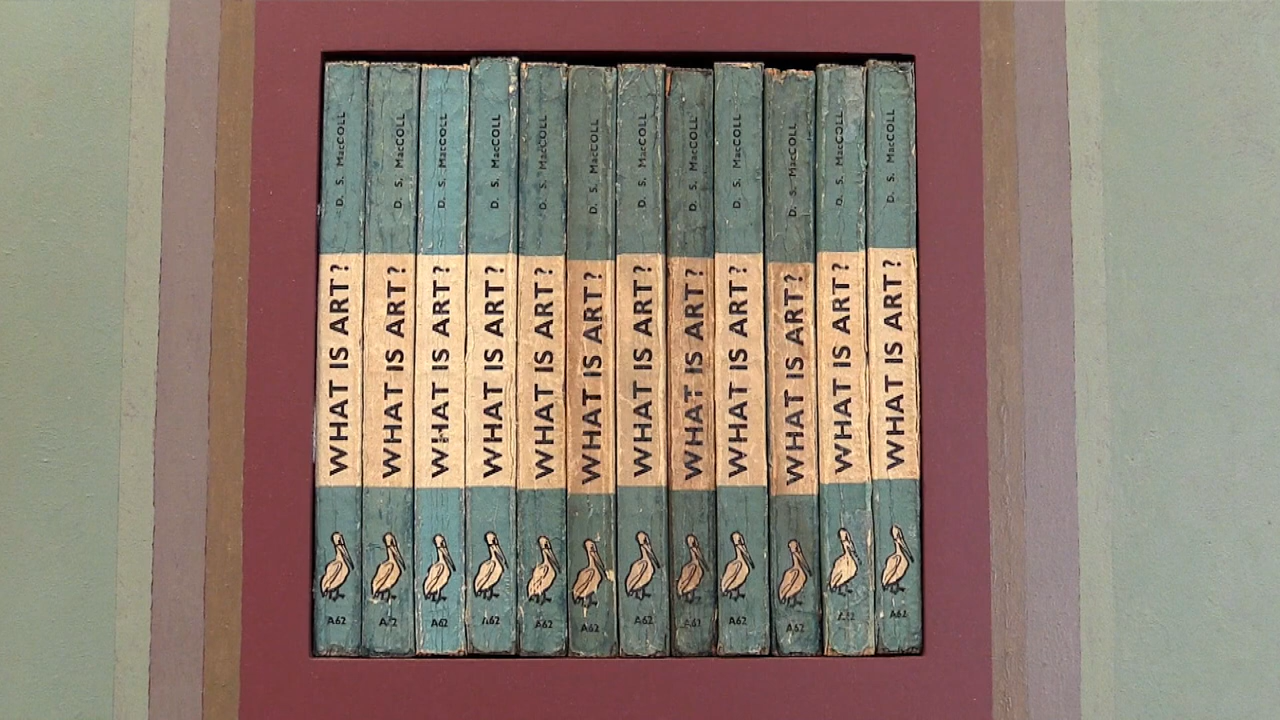 D. S. MacCOLL
WHAT IS ART?
A62
D. S. MacCOLL
WHAT IS ART?
D. S. MacCOLL
WHAT IS ART?
A62
D. S. MacCOLL
WHAT IS ART?
A62
D. S. MacCOLL
WHAT IS ART?
A62
D. S. MacCOLL
WHAT IS ART?
A62
D. S. MacCOLL
WHAT IS ART?
A62
D. S. MacCOLL
WHAT IS ART?
D. S. MacCOLL
WHAT IS ART?
A62
D. S. MacCOLL
WHAT IS ART?
A62
D. S. MacCOLL
WHAT IS ART?
D. S. MacCOLL
WHAT IS ART?
A62